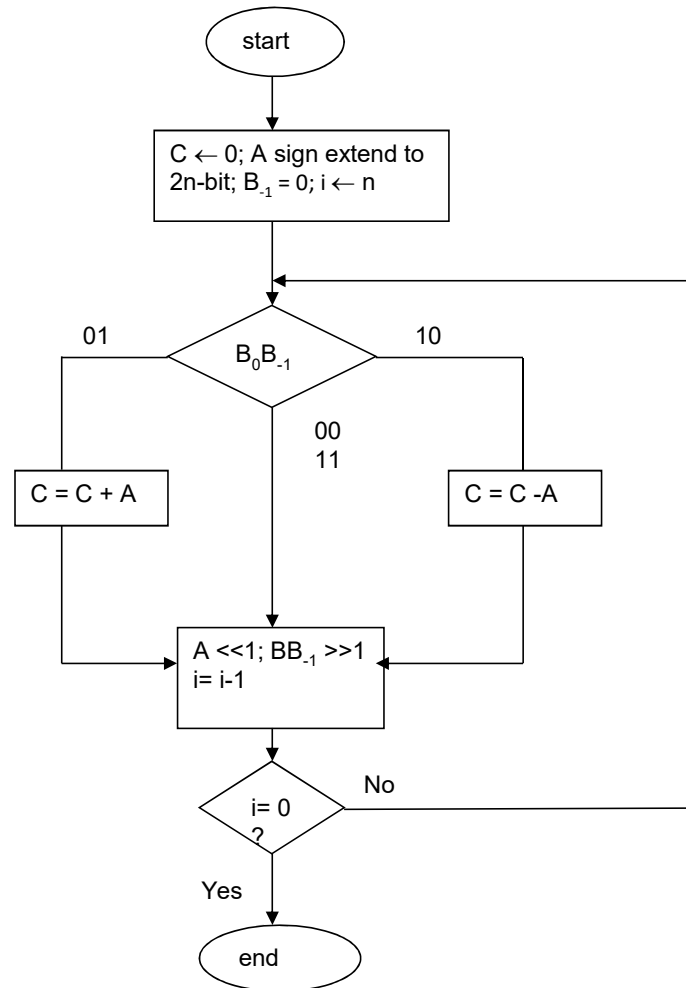 start
C ← 0; A sign extend to
2n-bit; B₋₁ = 0; i ← n
01
B₀B₋₁
10
00
11
C = C + A
C = C -A
A <<1; BB₋₁ >>1
i= i-1
i= 0
?
No
Yes
end